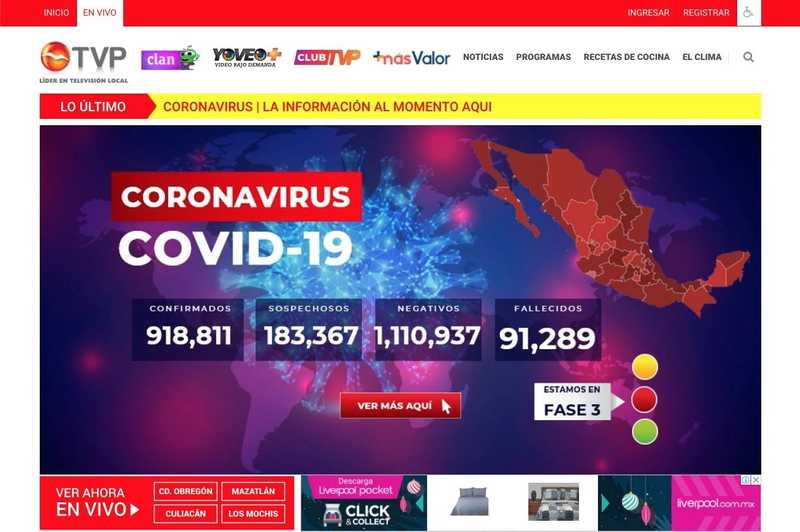 INICIO EN VIVO INGRESAR REGISTRAR
TVP
LÍDER EN TELEVISIÓN LOCAL
clan
YOVEO+
VIDEO BAJO DEMANDA
CLUBTVP
+másValor
NOTICIAS PROGRAMAS RECETAS DE COCINA EL CLIMA
LO ÚLTIMO CORONAVIRUS | LA INFORMACIÓN AL MOMENTO AQUI
CORONAVIRUS
COVID-19
CONFIRMADOS SOSPECHOSOS NEGATIVOS FALLECIDOS
918,811 183,367 1,110,937 91,289
VER MÁS AQUÍ
ESTAMOS EN
FASE 3
VER AHORA
EN VIVO
CD. OBREGÓN MAZATLÁN
CULIACÁN LOS MOCHIS
Descarga
Liverpool pocket
CLICK
&COLLECT
liverpool.com.mx